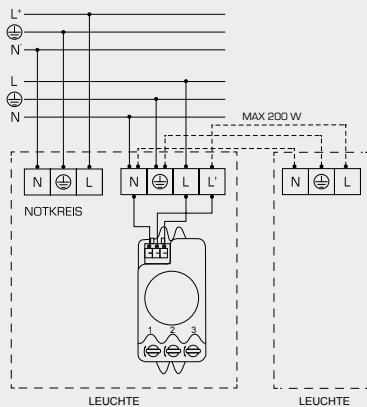 L+
N-
L
N
MAX 200 W
N L
N L L'
N L
NOTKREIS
1 2 3
LEUCHTE
LEUCHTE